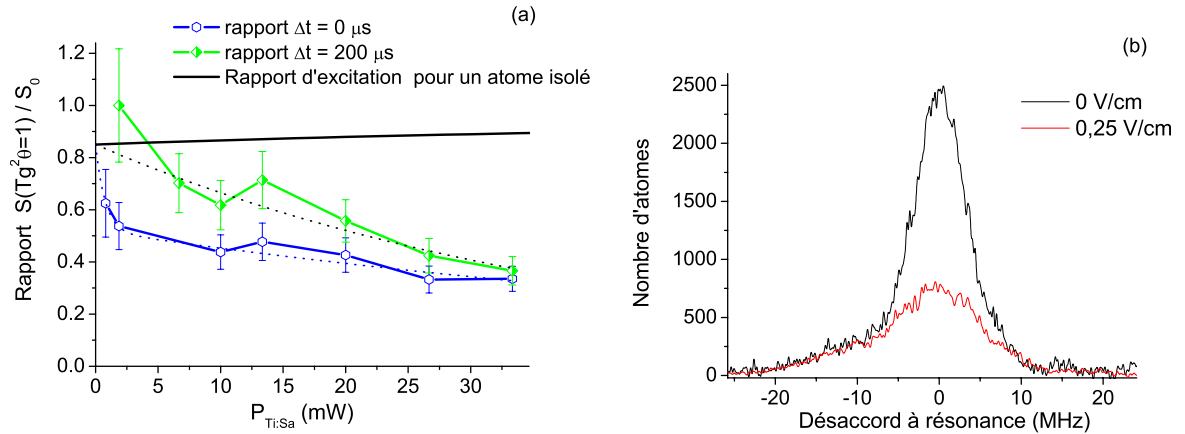 (a)
rapport Δt = 0 μs
rapport Δt = 200 μs
Rapport d'excitation pour un atome isolé
Rapport S(Tg²θ=1) / S₀
1.2
1.0
0.8
0.6
0.4
0.2
0.0
0 5 10 15 20 25 30
P_Ti:Sa (mW)
(b)
0 V/cm
0,25 V/cm
Nombre d'atomes
2500
2000
1500
1000
500
0
-20 -10 0 10 20
Désaccord à résonance (MHz)